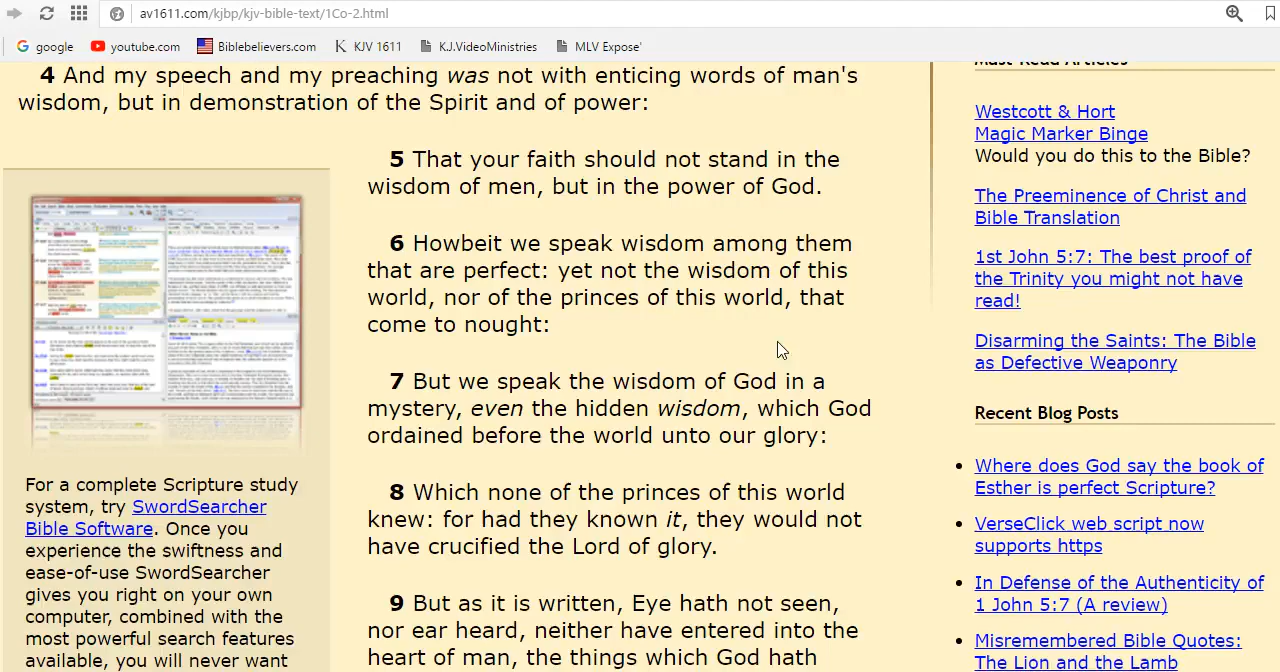 av1611.com/kjbp/kjv-bible-text/1Co-2.html
google
youtube.com
Biblebelievers.com
KJV 1611
K.J.VideoMinistries
MLV Expose'
4 And my speech and my preaching was not with enticing words of man's
wisdom, but in demonstration of the Spirit and of power:
5 That your faith should not stand in the
wisdom of men, but in the power of God.
6 Howbeit we speak wisdom among them
that are perfect: yet not the wisdom of this
world, nor of the princes of this world, that
come to nought:
7 But we speak the wisdom of God in a
mystery, even the hidden wisdom, which God
ordained before the world unto our glory:
8 Which none of the princes of this world
knew: for had they known it, they would not
have crucified the Lord of glory.
9 But as it is written, Eye hath not seen,
nor ear heard, neither have entered into the
heart of man, the things which God hath
For a complete Scripture study
system, try SwordSearcher
Bible Software. Once you
experience the swiftness and
ease-of-use SwordSearcher
gives you right on your own
computer, combined with the
most powerful search features
available, you will never want
Must-Read Articles
Westcott & Hort
Magic Marker Binge
Would you do this to the Bible?
The Preeminence of Christ and
Bible Translation
1st John 5:7: The best proof of
the Trinity you might not have
read!
Disarming the Saints: The Bible
as Defective Weaponry
Recent Blog Posts
Where does God say the book of
Esther is perfect Scripture?
VerseClick web script now
supports https
In Defense of the Authenticity of
1 John 5:7 (A review)
Misremembered Bible Quotes:
The Lion and the Lamb